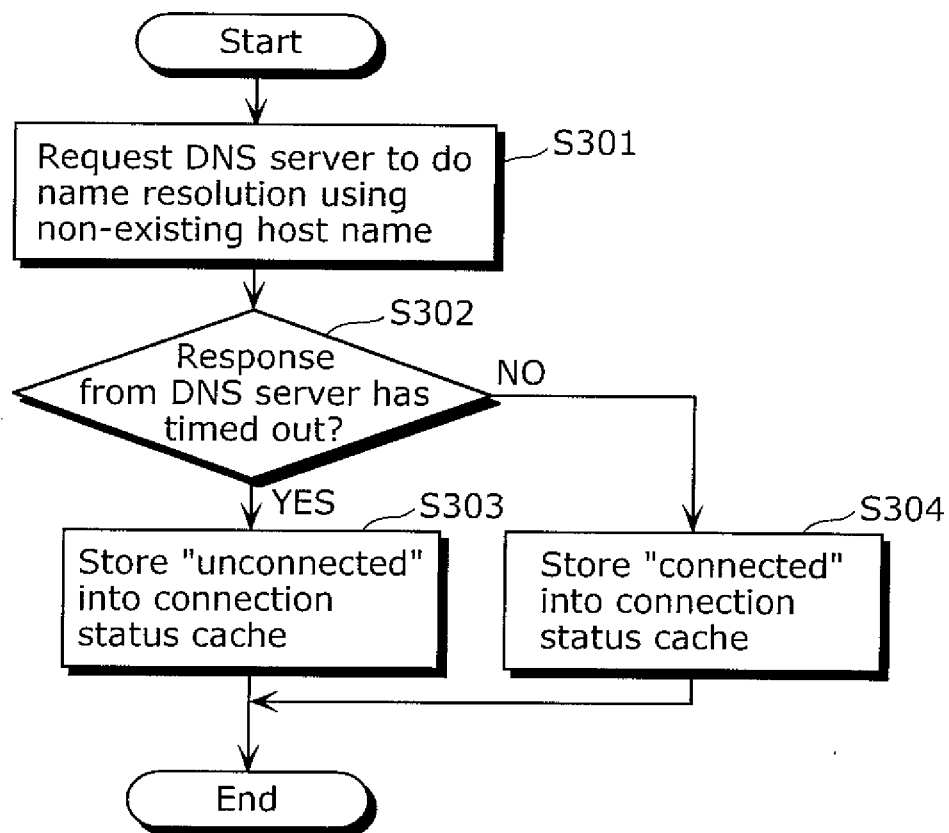 Start
S301
Request DNS server to do
name resolution using
non-existing host name
S302
Response
from DNS server has
timed out?
NO
YES
S303
Store "unconnected"
into connection
status cache
S304
Store "connected"
into connection
status cache
End